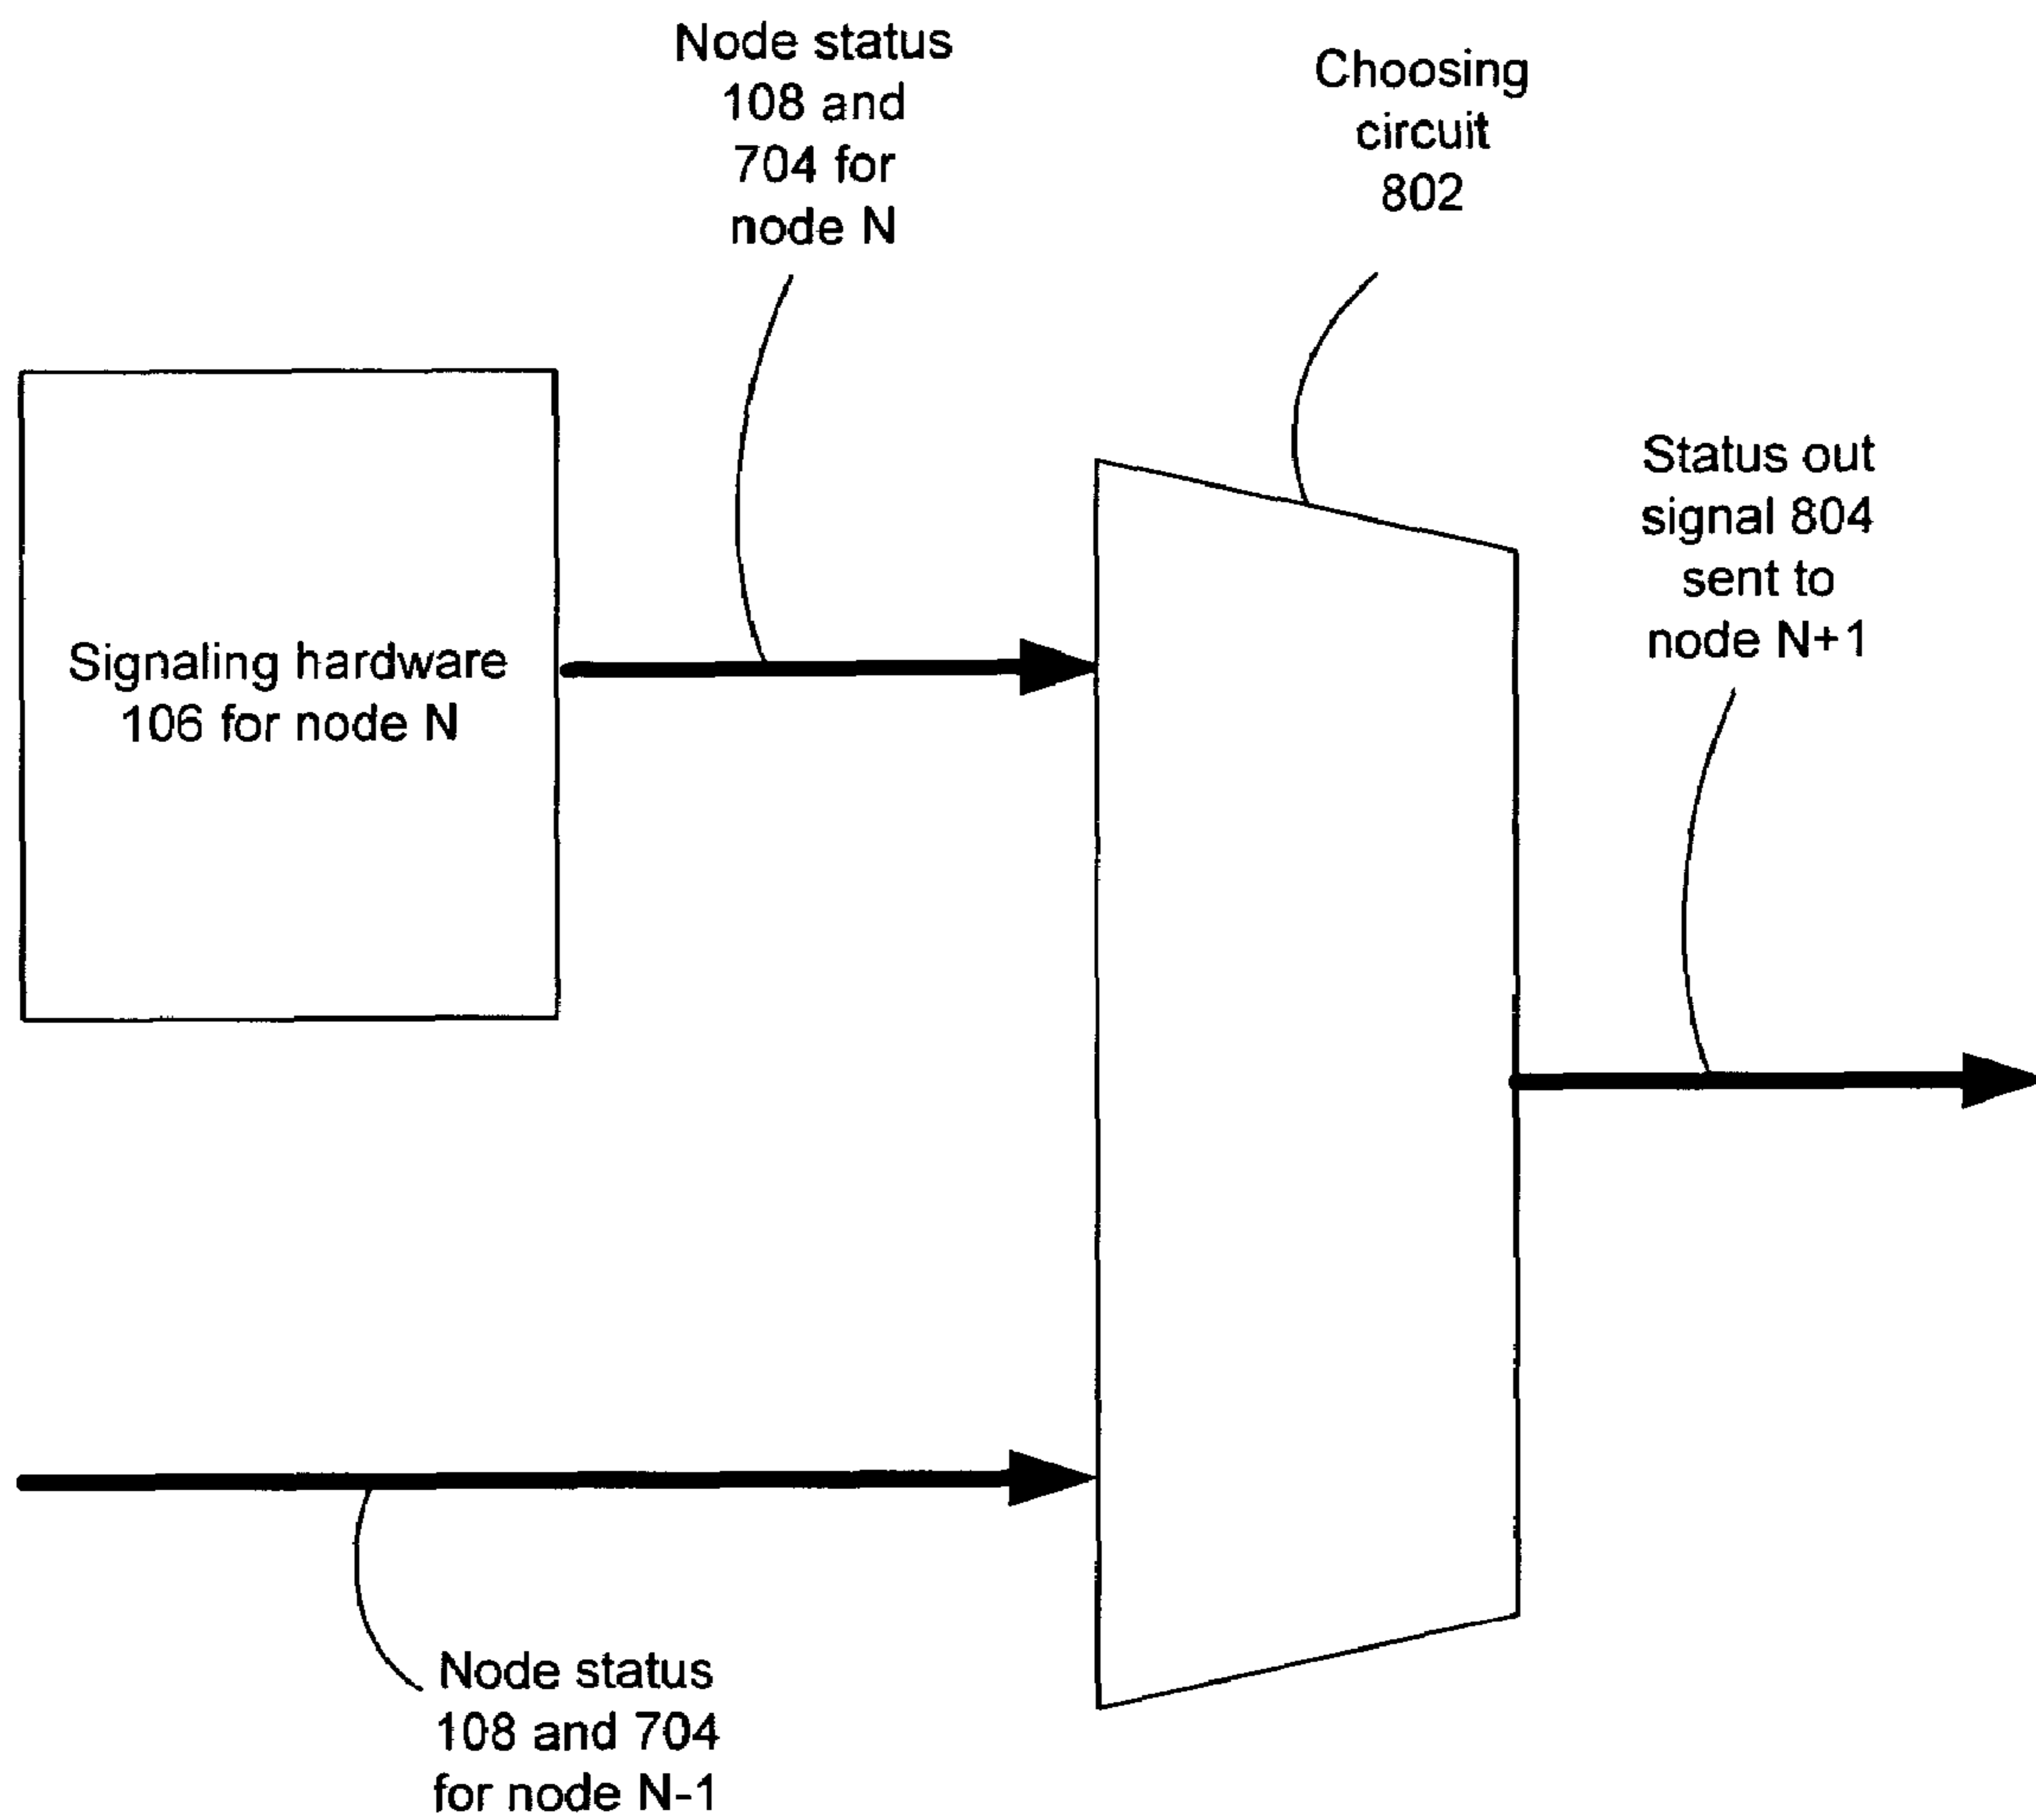 Node status
108 and
704 for
node N
Choosing
circuit
802
Status out
signal 804
sent to
node N+1
Signaling hardware
106 for node N
Node status
108 and 704
for node N-1